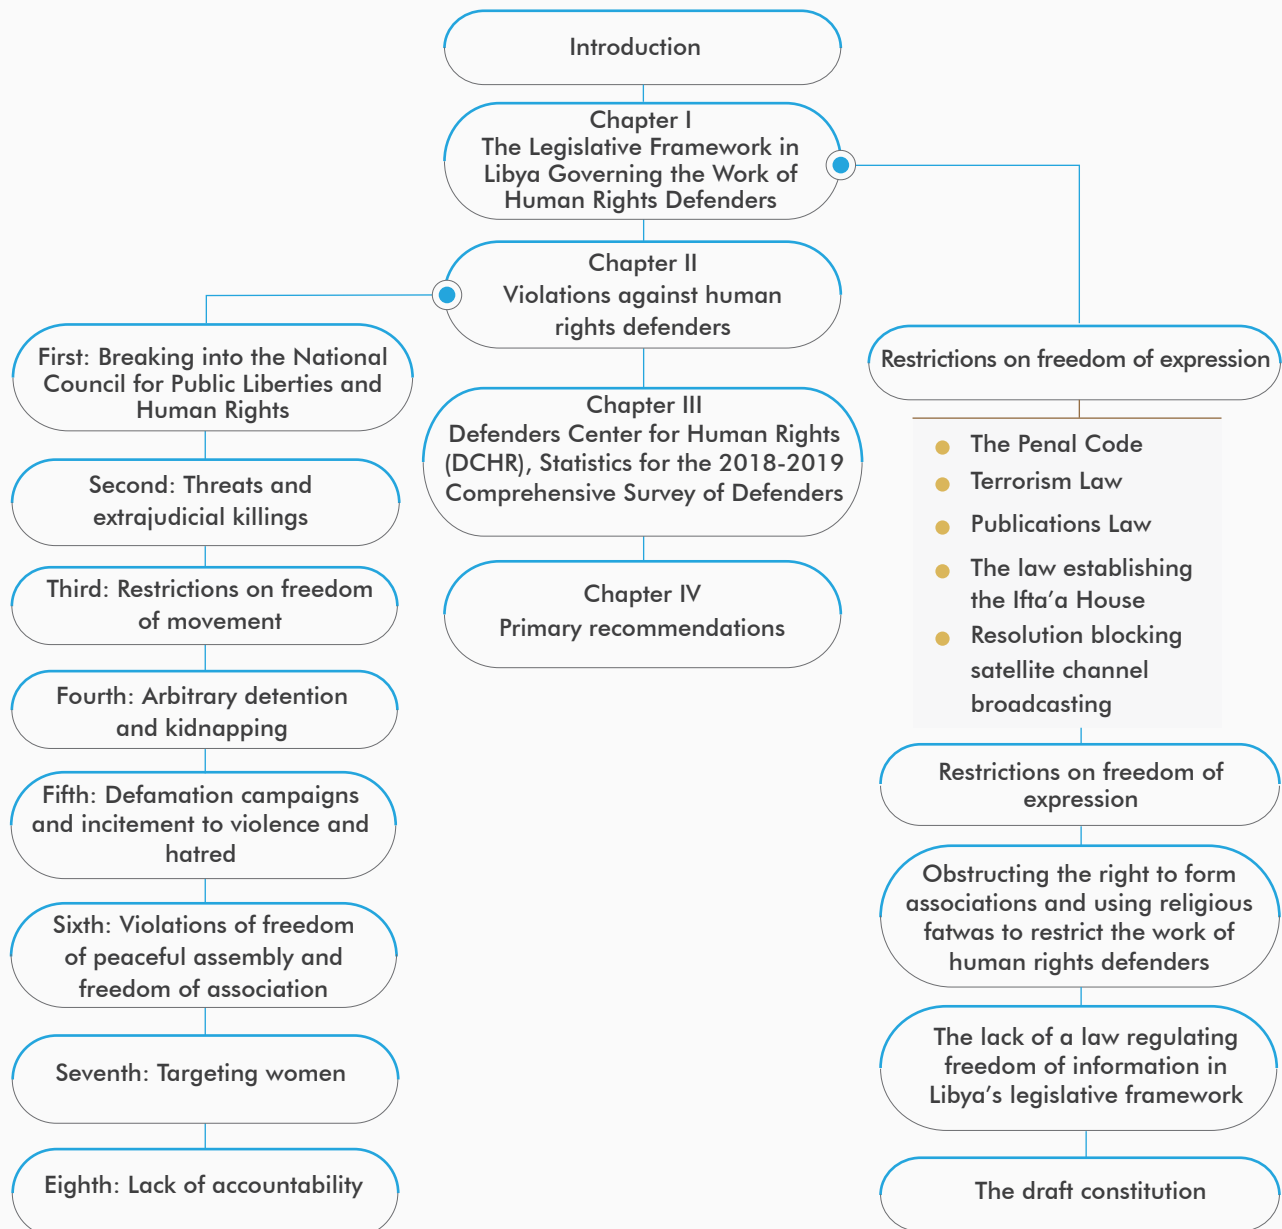 Introduction
Chapter I
The Legislative Framework in
Libya Governing the Work of
Human Rights Defenders
Chapter II
Violations against human
rights defenders
Chapter III
Defenders Center for Human Rights
(DCHR), Statistics for the 2018-2019
Comprehensive Survey of Defenders
Chapter IV
Primary recommendations
First: Breaking into the National
Council for Public Liberties and
Human Rights
Second: Threats and
extrajudicial killings
Third: Restrictions on freedom
of movement
Fourth: Arbitrary detention
and kidnapping
Fifth: Defamation campaigns
and incitement to violence and
hatred
Sixth: Violations of freedom
of peaceful assembly and
freedom of association
Seventh: Targeting women
Eighth: Lack of accountability
Restrictions on freedom of expression
The Penal Code
Terrorism Law
Publications Law
The law establishing
the Ifta’a House
Resolution blocking
satellite channel
broadcasting
Restrictions on freedom of
expression
Obstructing the right to form
associations and using religious
fatwas to restrict the work of
human rights defenders
The lack of a law regulating
freedom of information in
Libya’s legislative framework
The draft constitution